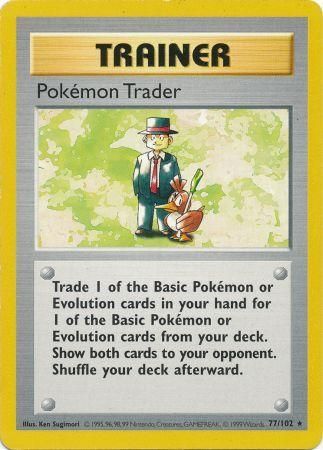 TRAINER
Pokémon Trader
Trade 1 of the Basic Pokémon or
Evolution cards in your hand for
1 of the Basic Pokémon or
Evolution cards from your deck.
Show both cards to your opponent.
Shuffle your deck afterward.
Illus. Ken Sugimori ©1995, 96, 98, 99 Nintendo, Creatures, GAMEFREAK. ©1999 Wizards. 77/102 ★